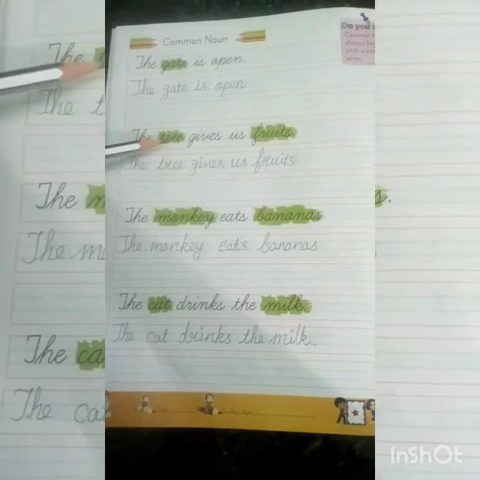 Common Noun
Do you
The gate is open.
The gate is open
The tree gives us fruits.
The tree gives us fruits
The monkey eats bananas.
The monkey eats bananas
The cat drinks the milk.
The cat drinks the milk.
InShOt